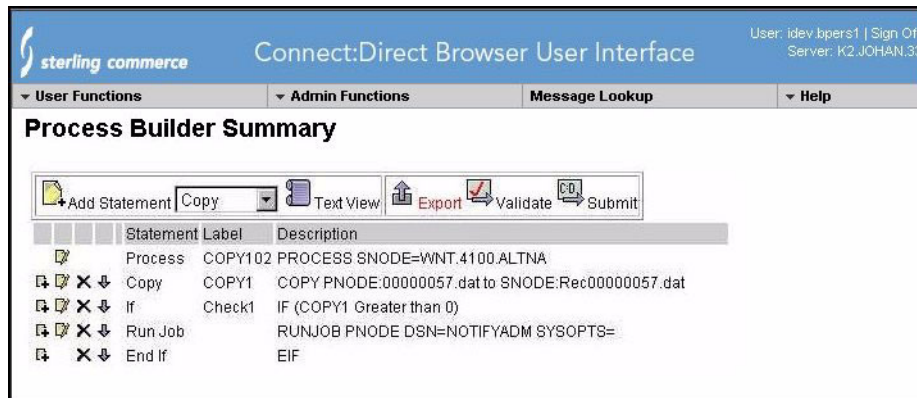 User: idev.bpers1 | Sign Of
sterling commerce
Connect:Direct Browser User Interface
Server: K2.JOHAN.33
User Functions Admin Functions Message Lookup Help
Process Builder Summary
Add Statement Copy Text View Export Validate C:D, Submit
Statement Label Description
Process COPY102 PROCESS SNODE=WNT.4100.ALTNA
Copy COPY1 COPY PNODE:00000057.dat to SNODE:Rec00000057.dat
If Check1 IF (COPY1 Greater than 0)
Run Job RUNJOB PNODE DSN=NOTIFYADM SYSOPTS=
End If EIF